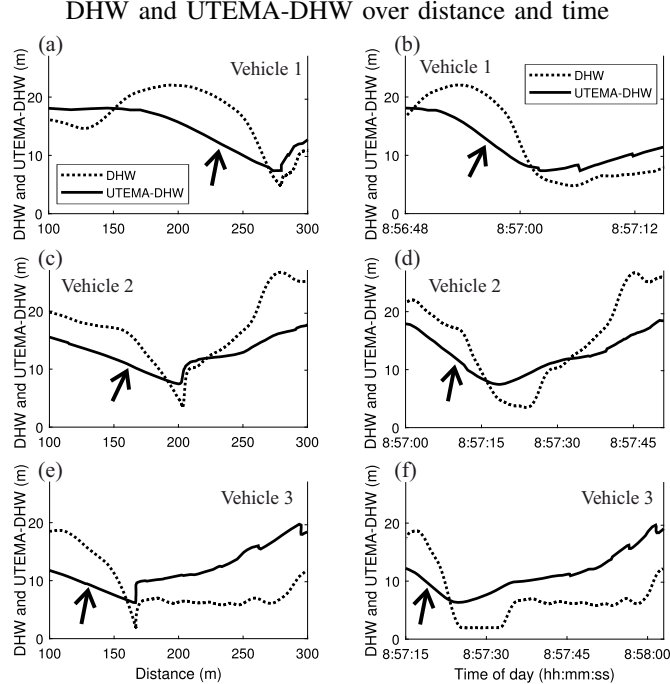 DHW and UTEMA-DHW over distance and time
(a)
Vehicle 1
DHW and UTEMA-DHW (m)
20
10
0
DHW
UTEMA-DHW
100 150 200 250 300
(b)
Vehicle 1
DHW and UTEMA-DHW (m)
20
10
0
DHW
UTEMA-DHW
8:56:48 8:57:00 8:57:12
(c)
Vehicle 2
DHW and UTEMA-DHW (m)
20
10
0
100 150 200 250 300
(d)
Vehicle 2
DHW and UTEMA-DHW (m)
20
10
0
8:57:00 8:57:15 8:57:30 8:57:45
(e)
Vehicle 3
DHW and UTEMA-DHW (m)
20
10
0
100 150 200 250 300
Distance (m)
(f)
Vehicle 3
DHW and UTEMA-DHW (m)
20
10
0
8:57:15 8:57:30 8:57:45 8:58:00
Time of day (hh:mm:ss)